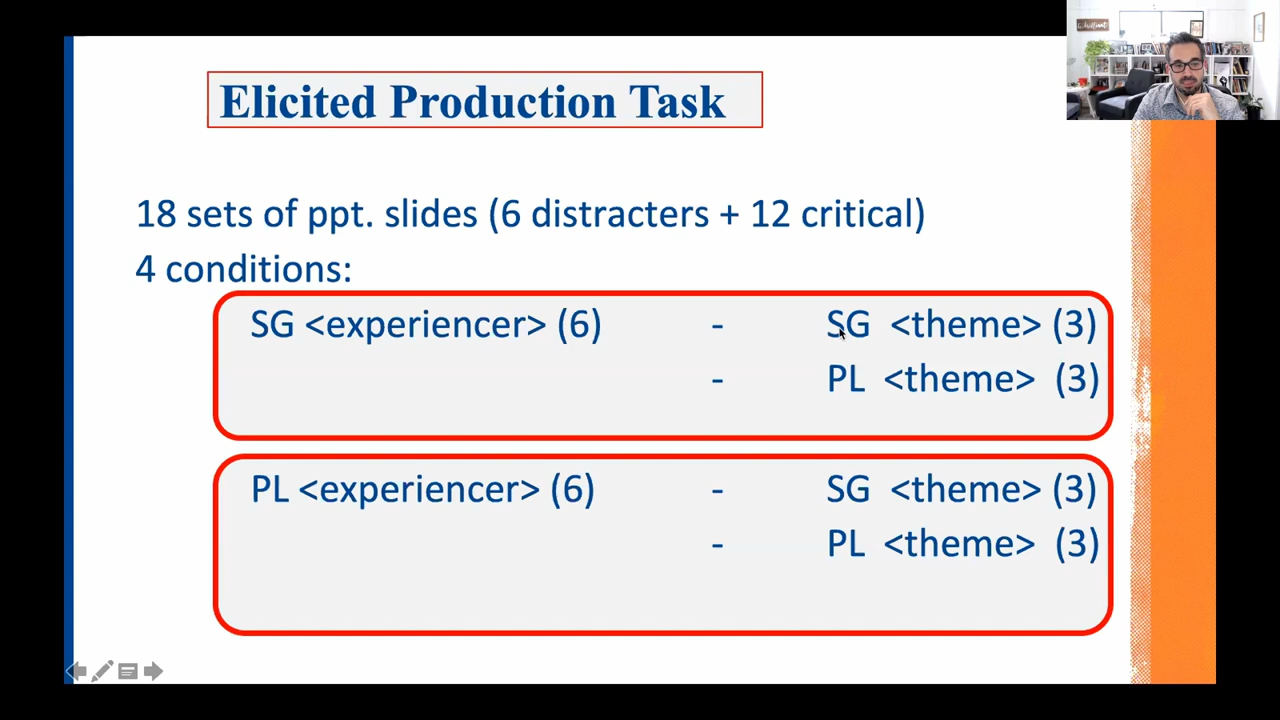 Elicited Production Task
18 sets of ppt. slides (6 distracters + 12 critical)
4 conditions:
SG <experiencer> (6) - SG <theme> (3)
- PL <theme> (3)
PL <experiencer> (6) - SG <theme> (3)
- PL <theme> (3)